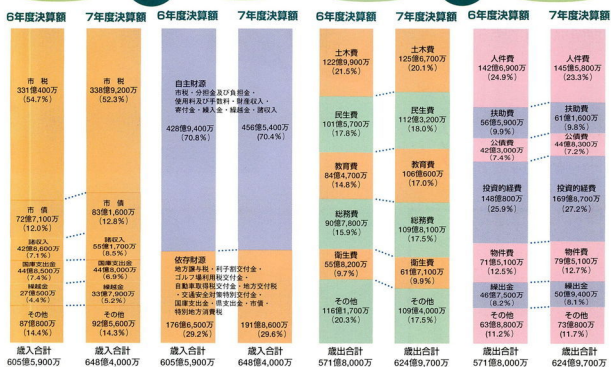 6年度決算額
7年度決算額
6年度決算額
7年度決算額
6年度決算額
7年度決算額
市税
331億400万
(54.7%)
市債
72億7,100万
(12.0%)
諸収入
42億8,600万
(7.1%)
国庫支出金
44億8,500万
(7.4%)
繰越金
27億500万
(4.4%)
その他
87億800万
(14.4%)
歳入合計
605億5,900万
市税
338億9,200万
(52.3%)
市債
83億1,600万
(12.8%)
諸収入
55億1,700万
(8.5%)
国庫支出金
44億8,000万
(6.9%)
繰越金
33億7,900万
(5.2%)
その他
92億5,600万
(14.3%)
歳入合計
648億4,000万
自主財源
市税・分担金及び負担金・
使用料及び手数料・財産収入・
寄付金・繰入金・繰越金・諸収入
428億9,400万
(70.8%)
456億5,400万
(70.4%)
依存財源
地方譲与税・利子割交付金・
ゴルフ場利用税交付金・
自動車取得税交付金・地方交付税
・交通安全対策特別交付金・
国庫支出金・県支出金・市債・
特別地方消費税
176億6,500万
(29.2%)
191億8,600万
(29.6%)
歳入合計
605億5,900万
歳入合計
648億4,000万
土木費
122億9,900万
(21.5%)
民生費
101億5,700万
(17.8%)
教育費
84億4,700万
(14.8%)
総務費
90億7,800万
(15.9%)
衛生費
55億8,200万
(9.7%)
その他
116億1,700万
(20.3%)
歳出合計
571億8,000万
土木費
125億6,700万
(20.1%)
民生費
112億3,200万
(18.0%)
教育費
106億600万
(17.0%)
総務費
109億8,100万
(17.5%)
衛生費
61億7,100万
(9.9%)
その他
109億4,000万
(17.5%)
歳出合計
624億9,700万
人件費
142億6,900万
(24.9%)
扶助費
56億5,900万
(9.9%)
公債費
42億3,000万
(7.4%)
投資的経費
148億800万
(25.9%)
物件費
71億5,100万
(12.5%)
繰出金
46億7,500万
(8.2%)
その他
63億8,800万
(11.2%)
歳出合計
571億8,000万
人件費
145億5,800万
(23.3%)
扶助費
61億1,600万
(9.8%)
公債費
44億8,300万
(7.2%)
投資的経費
169億8,700万
(27.2%)
物件費
79億5,100万
(12.7%)
繰出金
50億9,400万
(8.1%)
その他
73億800万
(11.7%)
歳出合計
624億9,700万